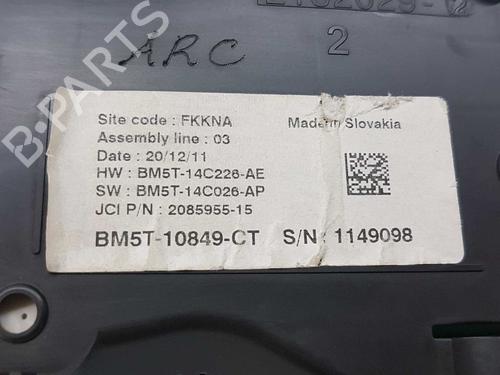 B-PARTS
2
ARC
Site code : FKKNA
Made in Slovakia
Assembly line : 03
Date : 20/12/11
HW : BM5T-14C226-AE
SW : BM5T-14C026-AP
JCI P/N : 2085955-15
BM5T-10849-CT S/N : 1149098